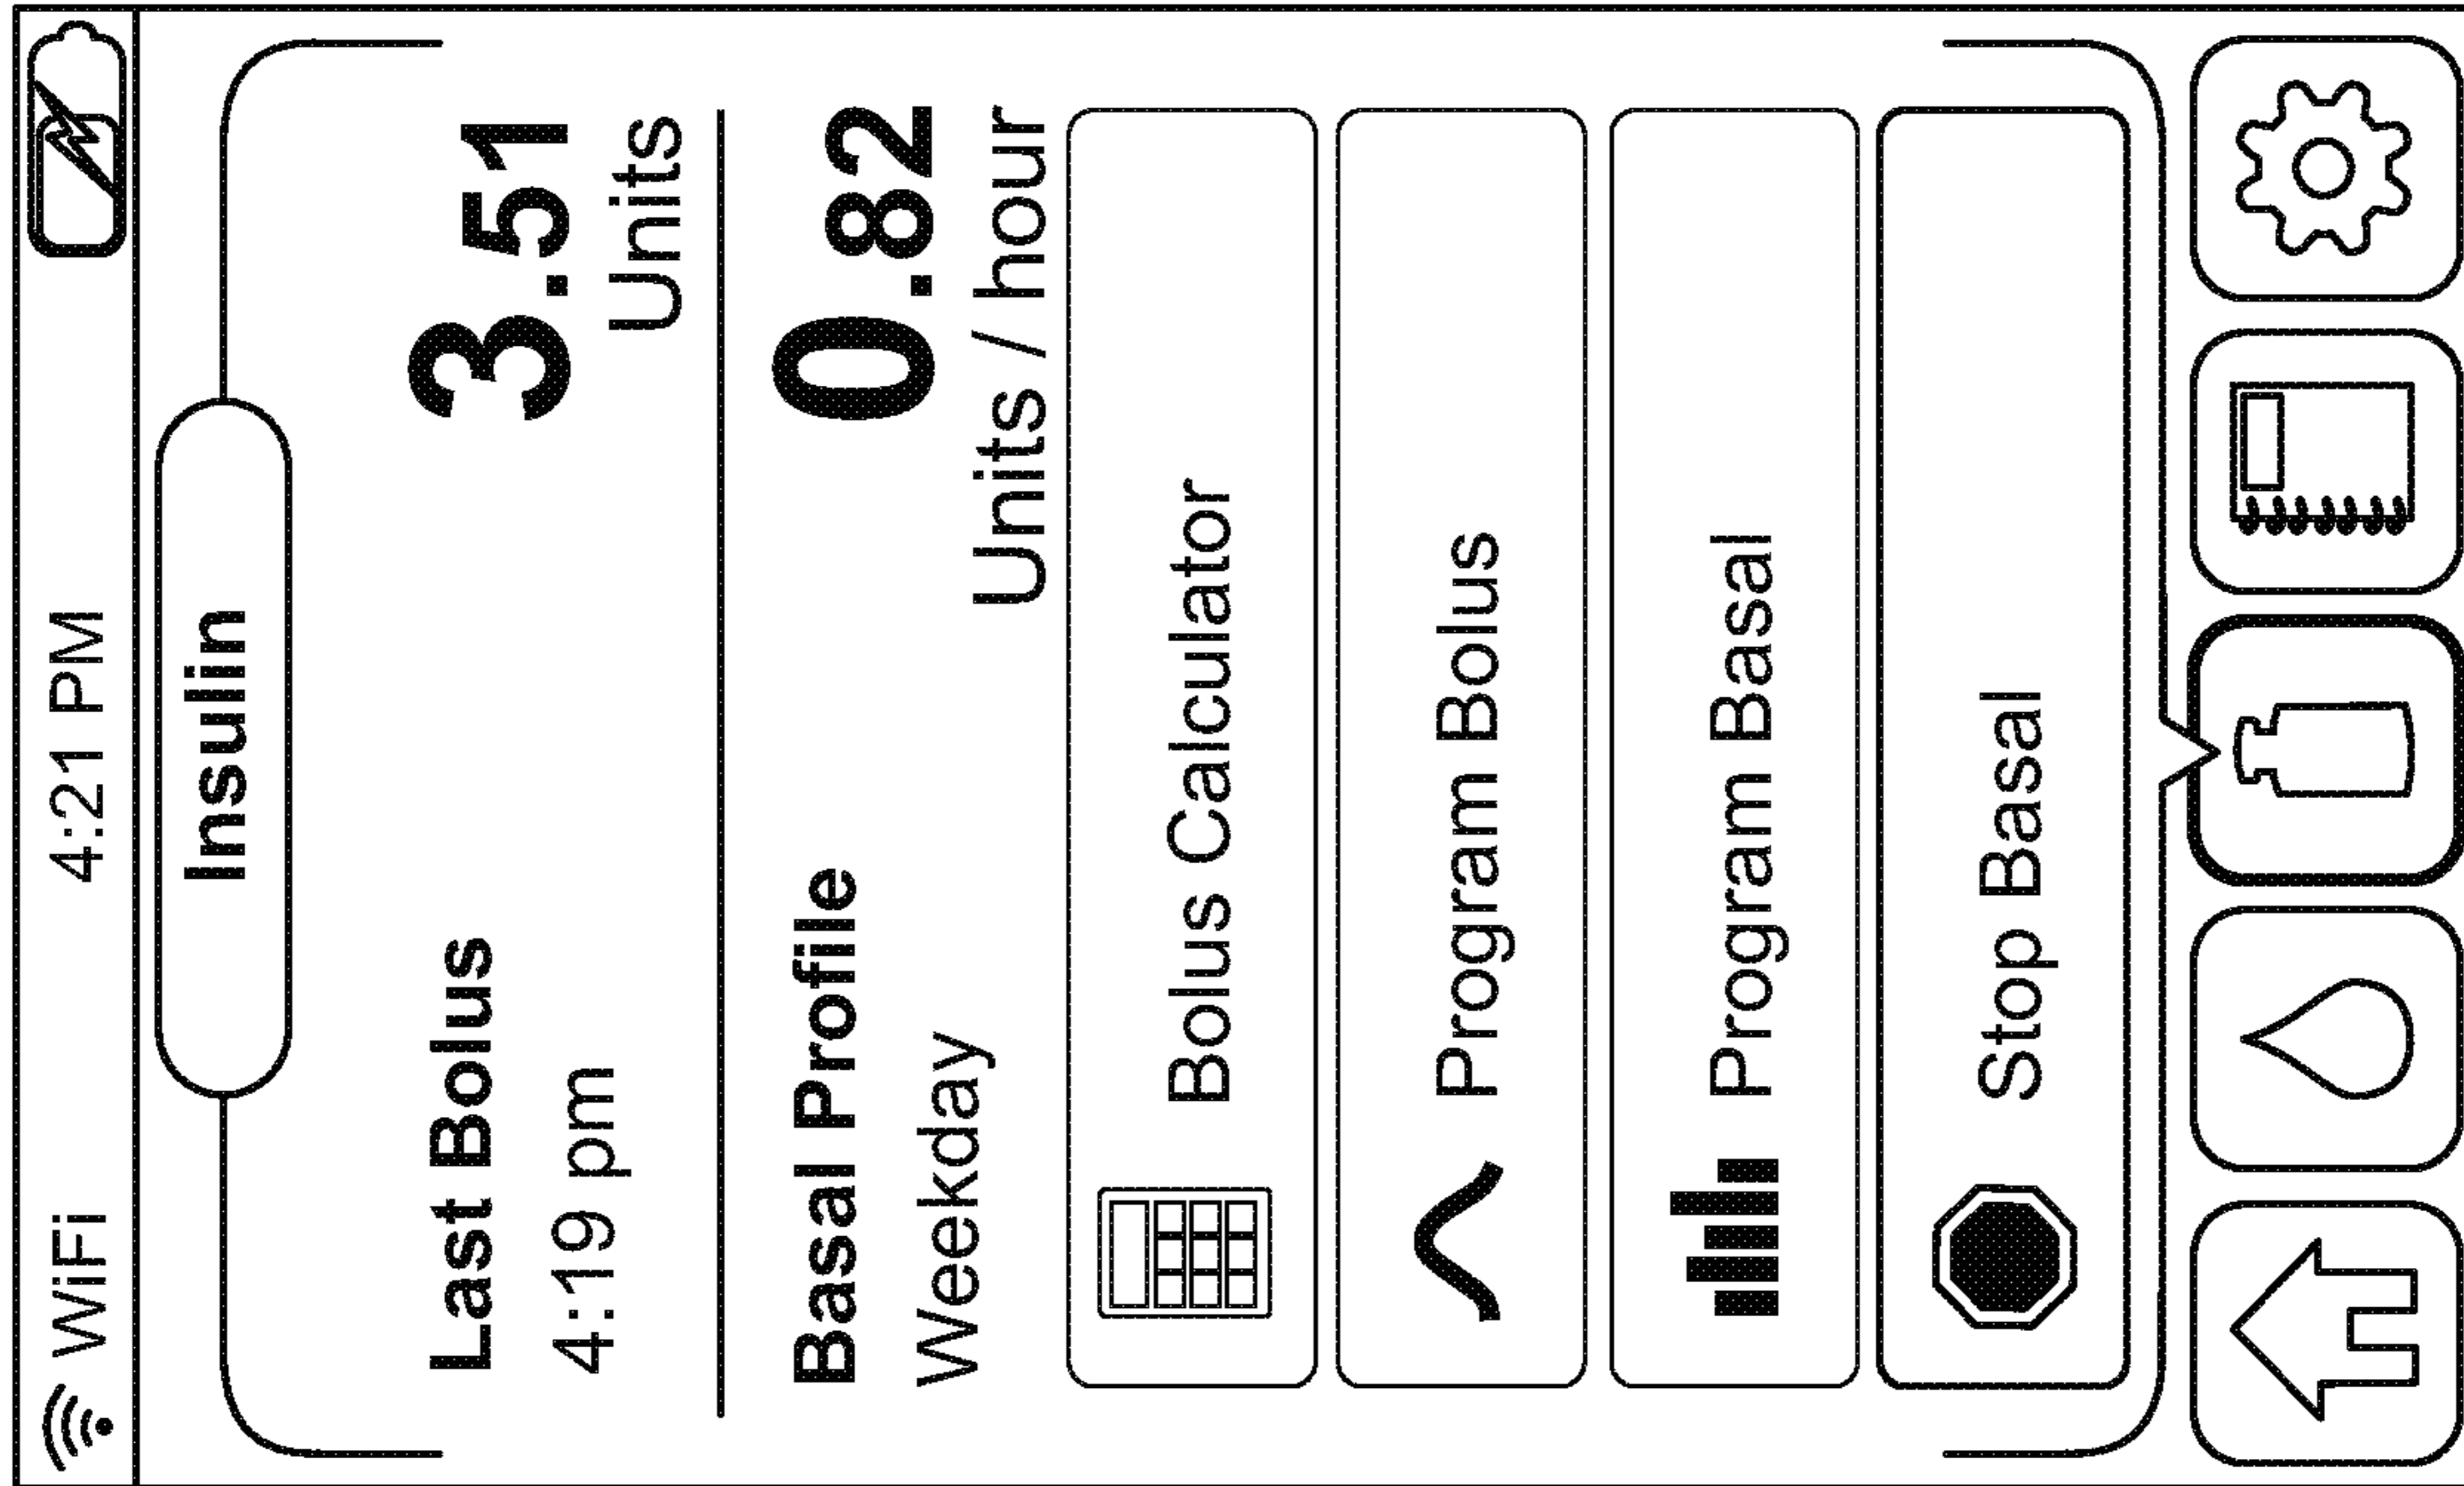 WiFi 4:21 PM
Insulin
Last Bolus 3.51
4:19 pm Units
Basal Profile 0.82
Weekday Units / hour
Bolus Calculator
Program Bolus
Program Basal
Stop Basal